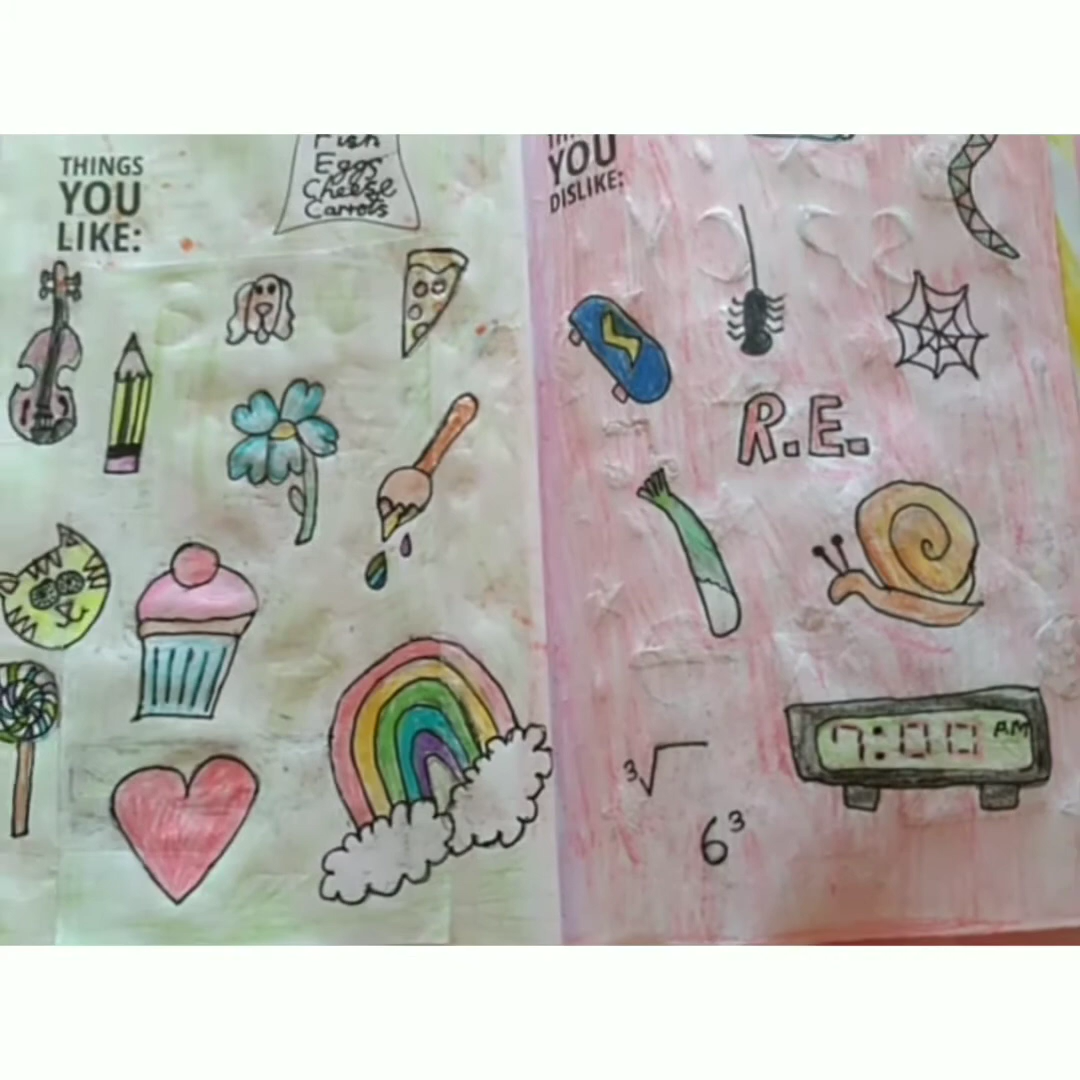 THINGS
YOU
LIKE:
Fish
Eggs
Cheese
Carrots
YOU
DISLIKE:
R.E.
7:00 AM
3√
6³